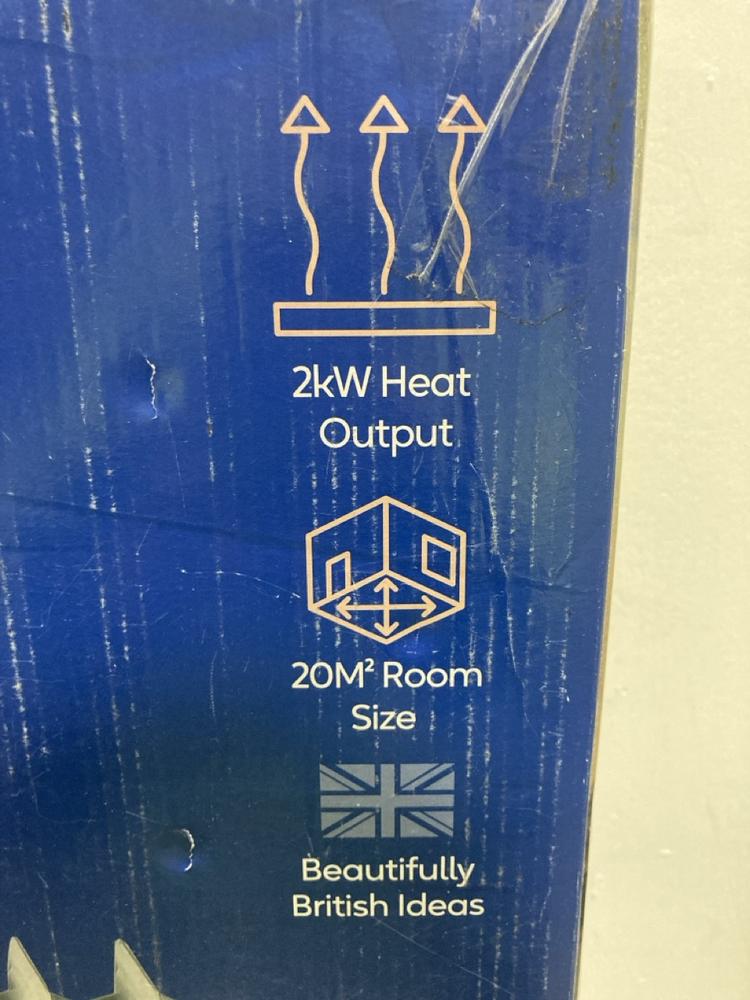 2kW Heat
Output
20M² Room
Size
Beautifully
British Ideas